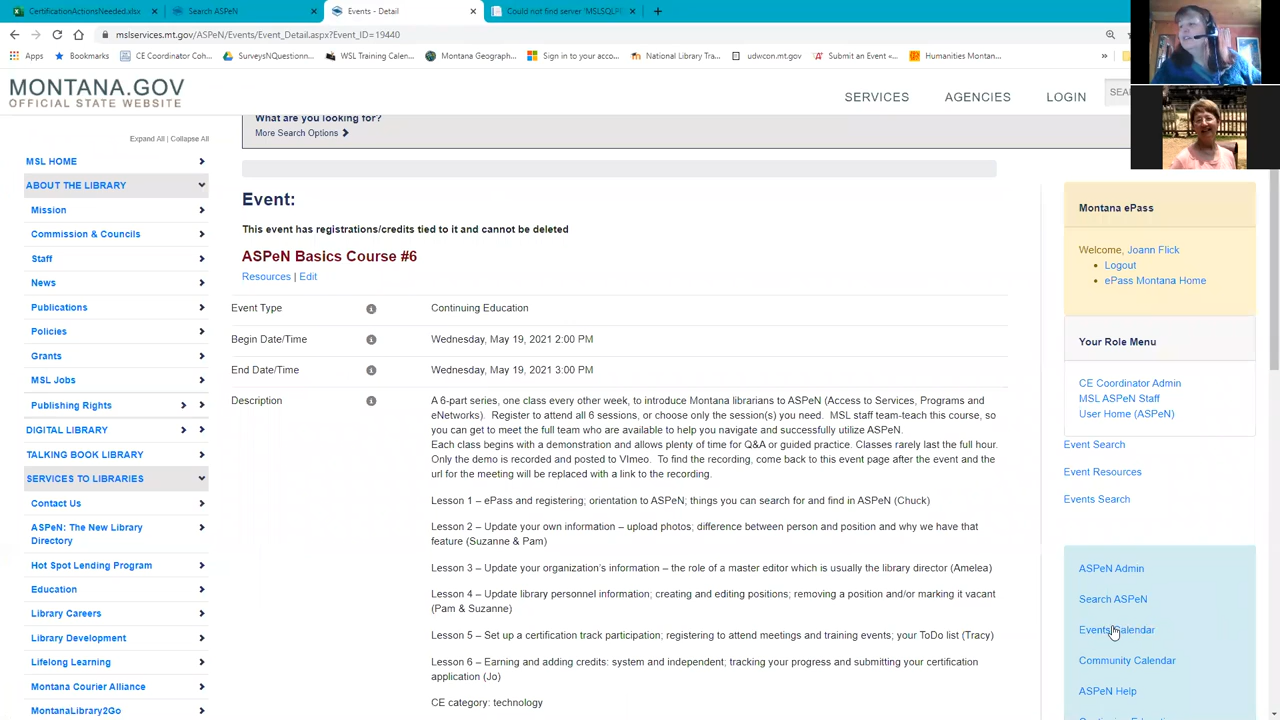 CertificationActionsNeeded.xlsx
Search ASPeN
Events - Detail
Could not find server 'MSLSQLP
mslservices.mt.gov/ASPeN/Events/Event_Detail.aspx?Event_ID=19440
Apps
Bookmarks
CE Coordinator Coh...
SurveysNQuestionn...
WSL Training Calen...
Montana Geograph...
Sign in to your acco...
National Library Tra...
udwcon.mt.gov
Submit an Event «...
Humanities Montan...
MONTANA.GOV
OFFICIAL STATE WEBSITE
SERVICES
AGENCIES
LOGIN
SEA
Expand All | Collapse All
MSL HOME
ABOUT THE LIBRARY
Mission
Commission & Councils
Staff
News
Publications
Policies
Grants
MSL Jobs
Publishing Rights
DIGITAL LIBRARY
TALKING BOOK LIBRARY
SERVICES TO LIBRARIES
Contact Us
ASPeN: The New Library
Directory
Hot Spot Lending Program
Education
Library Careers
Library Development
Lifelong Learning
Montana Courier Alliance
MontanaLibrary2Go
What are you looking for?
More Search Options
Event:
This event has registrations/credits tied to it and cannot be deleted
ASPeN Basics Course #6
Resources | Edit
Event Type
Continuing Education
Begin Date/Time
Wednesday, May 19, 2021 2:00 PM
End Date/Time
Wednesday, May 19, 2021 3:00 PM
Description
A 6-part series, one class every other week, to introduce Montana librarians to ASPeN (Access to Services, Programs and
eNetworks). Register to attend all 6 sessions, or choose only the session(s) you need. MSL staff team-teach this course, so
you can get to meet the full team who are available to help you navigate and successfully utilize ASPeN.
Each class begins with a demonstration and allows plenty of time for Q&A or guided practice. Classes rarely last the full hour.
Only the demo is recorded and posted to VImeo. To find the recording, come back to this event page after the event and the
url for the meeting will be replaced with a link to the recording.
Lesson 1 – ePass and registering; orientation to ASPeN; things you can search for and find in ASPeN (Chuck)
Lesson 2 – Update your own information – upload photos; difference between person and position and why we have that
feature (Suzanne & Pam)
Lesson 3 – Update your organization's information – the role of a master editor which is usually the library director (Amelea)
Lesson 4 – Update library personnel information; creating and editing positions; removing a position and/or marking it vacant
(Pam & Suzanne)
Lesson 5 – Set up a certification track participation; registering to attend meetings and training events; your ToDo list (Tracy)
Lesson 6 – Earning and adding credits: system and independent; tracking your progress and submitting your certification
application (Jo)
CE category: technology
Montana ePass
Welcome, Joann Flick
Logout
ePass Montana Home
Your Role Menu
CE Coordinator Admin
MSL ASPeN Staff
User Home (ASPeN)
Event Search
Event Resources
Events Search
ASPeN Admin
Search ASPeN
Events Calendar
Community Calendar
ASPeN Help